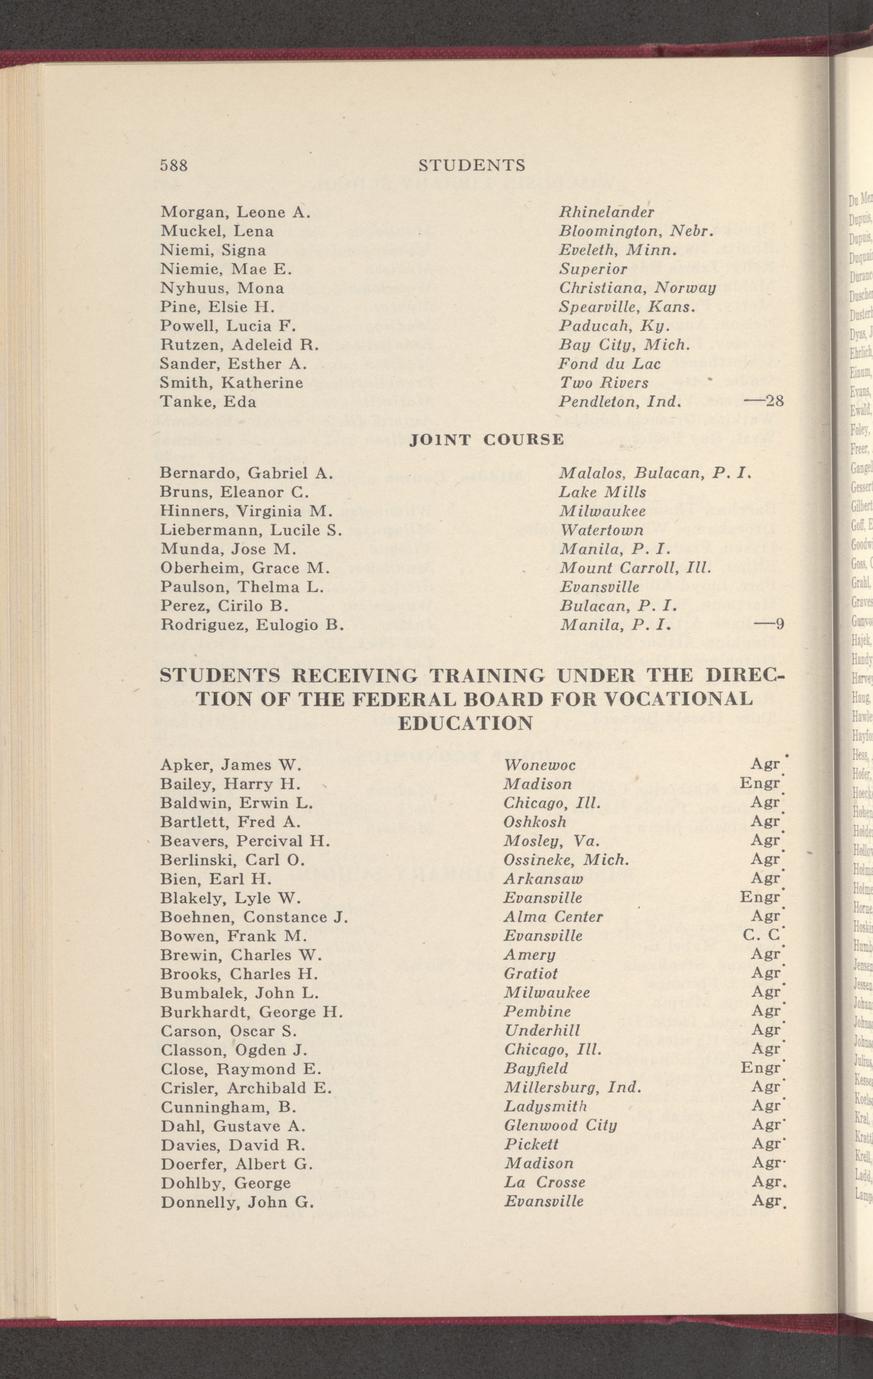 588 STUDENTS
Morgan, Leone A. Rhinelander
Muckel, Lena Bloomington, Nebr.
Niemi, Signa Eveleth, Minn.
Niemie, Mae E. Superior
Nyhuus, Mona Christiana, Norway
Pine, Elsie H. Spearville, Kans.
Powell, Lucia F. Paducah, Ky.
Rutzen, Adeleid R. Bay City, Mich.
Sander, Esther A. Fond du Lac
Smith, Katherine Two Rivers
Tanke, Eda Pendleton, Ind. —28
JOINT COURSE
Bernardo, Gabriel A. Malalos, Bulacan, P. I.
Bruns, Eleanor C. Lake Mills
Hinners, Virginia M. Milwaukee
Liebermann, Lucile S. Watertown
Munda, Jose M. Manila, P. I.
Oberheim, Grace M. Mount Carroll, Ill.
Paulson, Thelma L. Evansville
Perez, Cirilo B. Bulacan, P. I.
Rodriguez, Eulogio B. Manila, P. I. —9
STUDENTS RECEIVING TRAINING UNDER THE DIREC-
TION OF THE FEDERAL BOARD FOR VOCATIONAL
EDUCATION
Apker, James W. Wonewoc Agr.
Bailey, Harry H. Madison Engr.
Baldwin, Erwin L. Chicago, Ill. Agr.
Bartlett, Fred A. Oshkosh Agr.
Beavers, Percival H. Mosley, Va. Agr.
Berlinski, Carl O. Ossineke, Mich. Agr.
Bien, Earl H. Arkansaw Agr.
Blakely, Lyle W. Evansville Engr.
Boehnen, Constance J. Alma Center Agr.
Bowen, Frank M. Evansville C. C.
Brewin, Charles W. Amery Agr.
Brooks, Charles H. Gratiot Agr.
Bumbalek, John L. Milwaukee Agr.
Burkhardt, George H. Pembine Agr.
Carson, Oscar S. Underhill Agr.
Classon, Ogden J. Chicago, Ill. Agr.
Close, Raymond E. Bayfield Engr.
Crisler, Archibald E. Millersburg, Ind. Agr.
Cunningham, B. Ladysmith Agr.
Dahl, Gustave A. Glenwood City Agr.
Davies, David R. Pickett Agr.
Doerfer, Albert G. Madison Agr.
Dohlby, George La Crosse Agr.
Donnelly, John G. Evansville Agr.